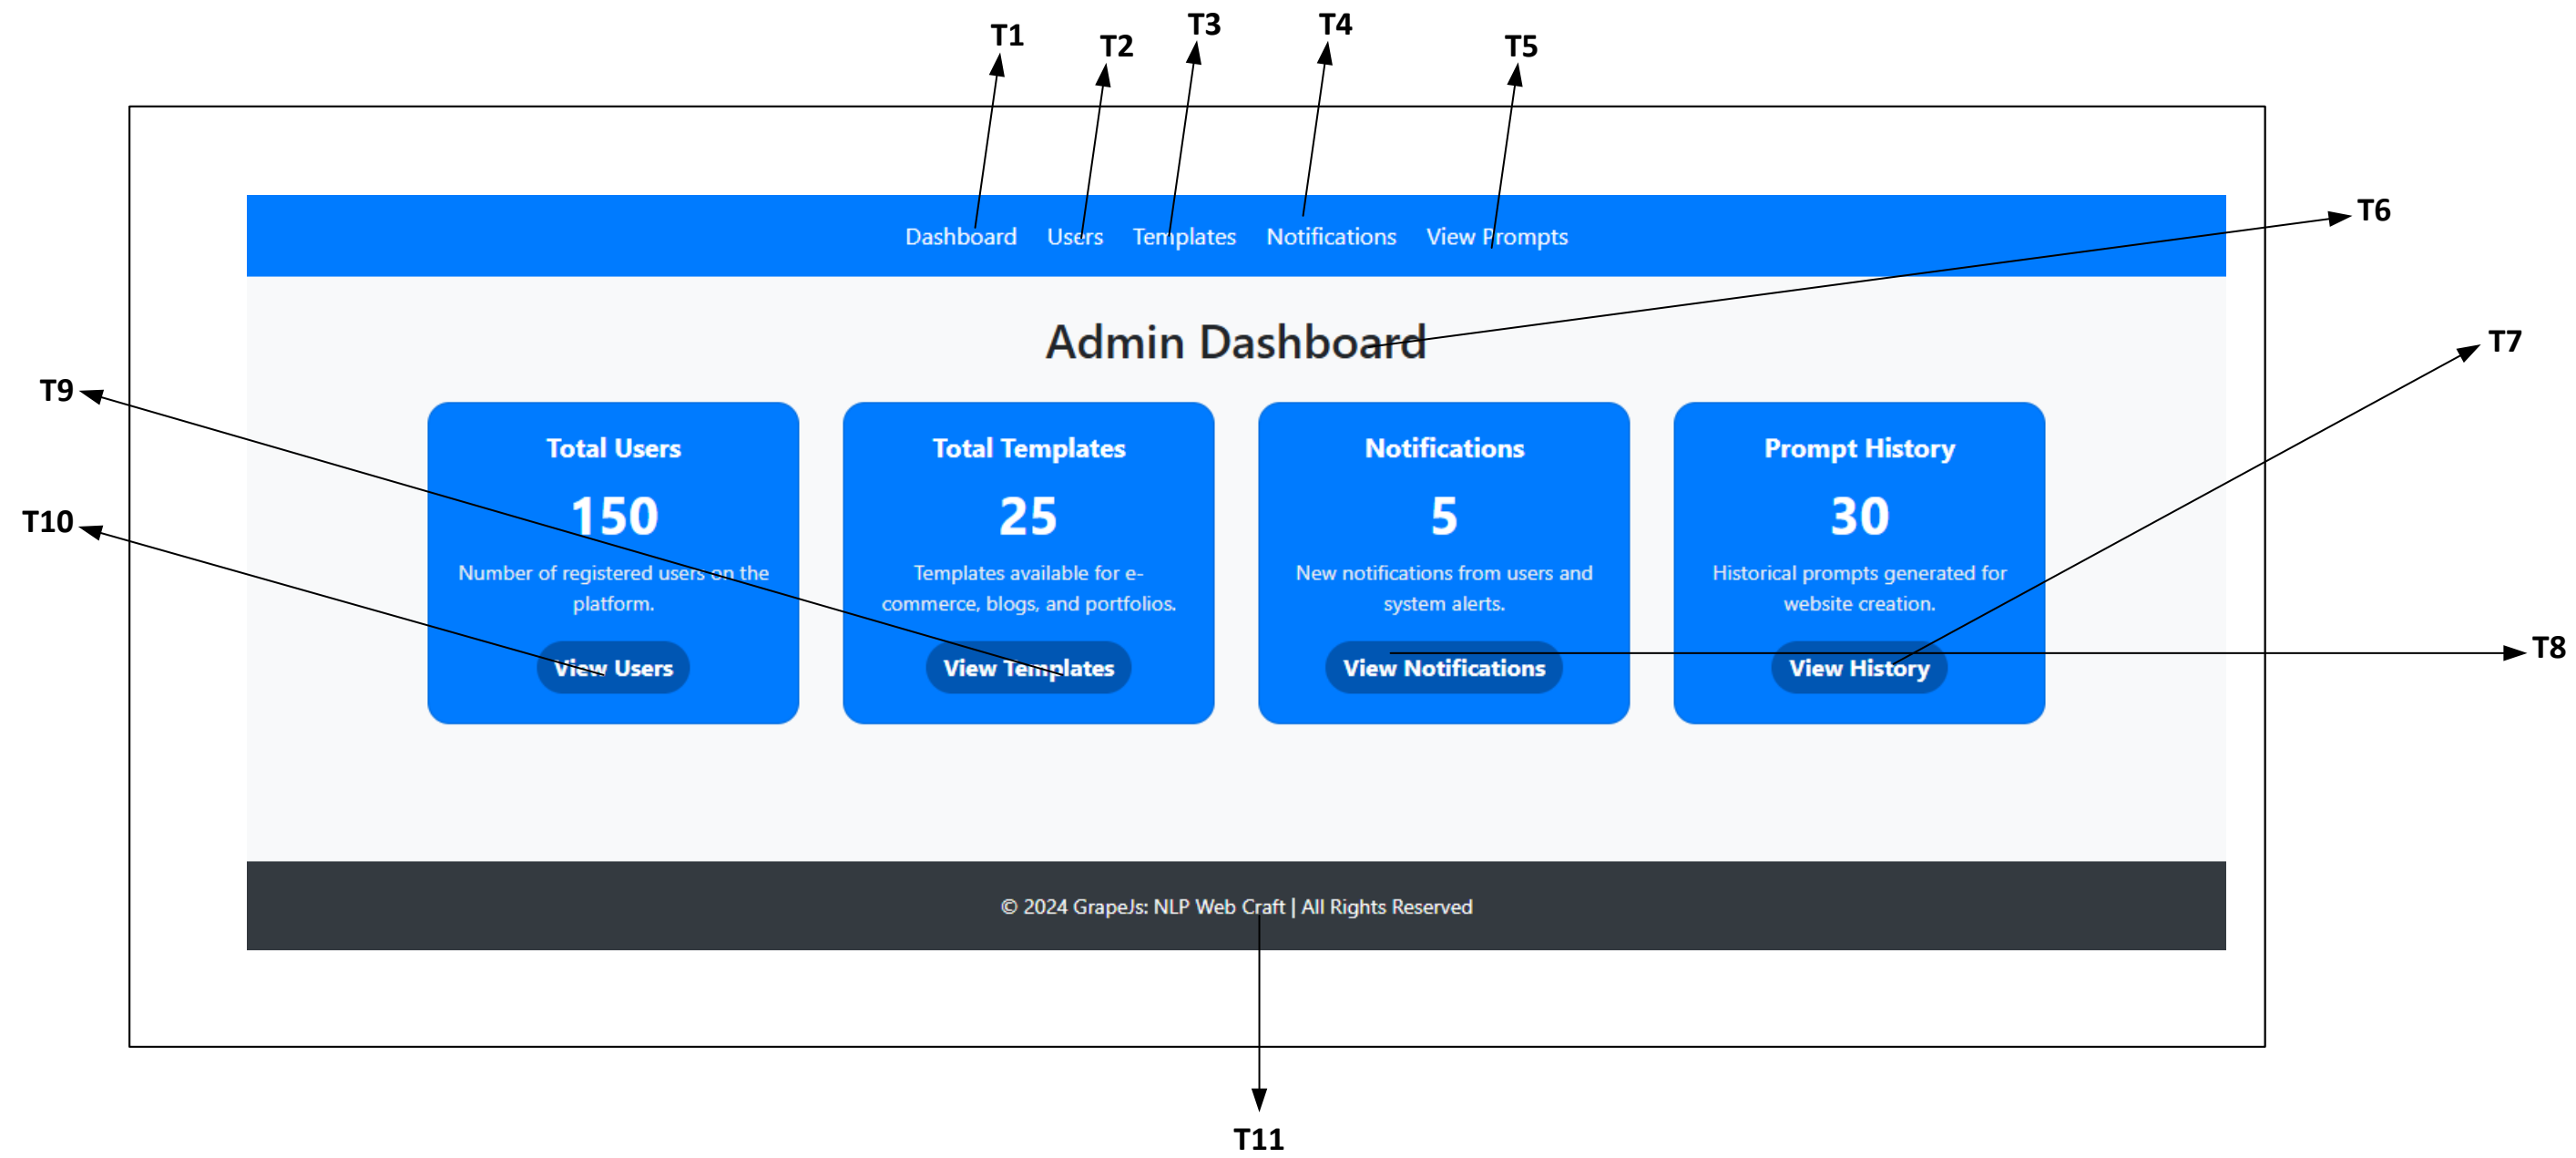 T1
T2
T3
T4
T5
Dashboard Users Templates Notifications View Prompts
T6
Admin Dashboard
T7
T9
T10
Total Users
150
Number of registered users on the
platform.
View Users
Total Templates
25
Templates available for e-
commerce, blogs, and portfolios.
View Templates
Notifications
5
New notifications from users and
system alerts.
View Notifications
Prompt History
30
Historical prompts generated for
website creation.
View History
T8
© 2024 GrapeJs: NLP Web Craft | All Rights Reserved
T11